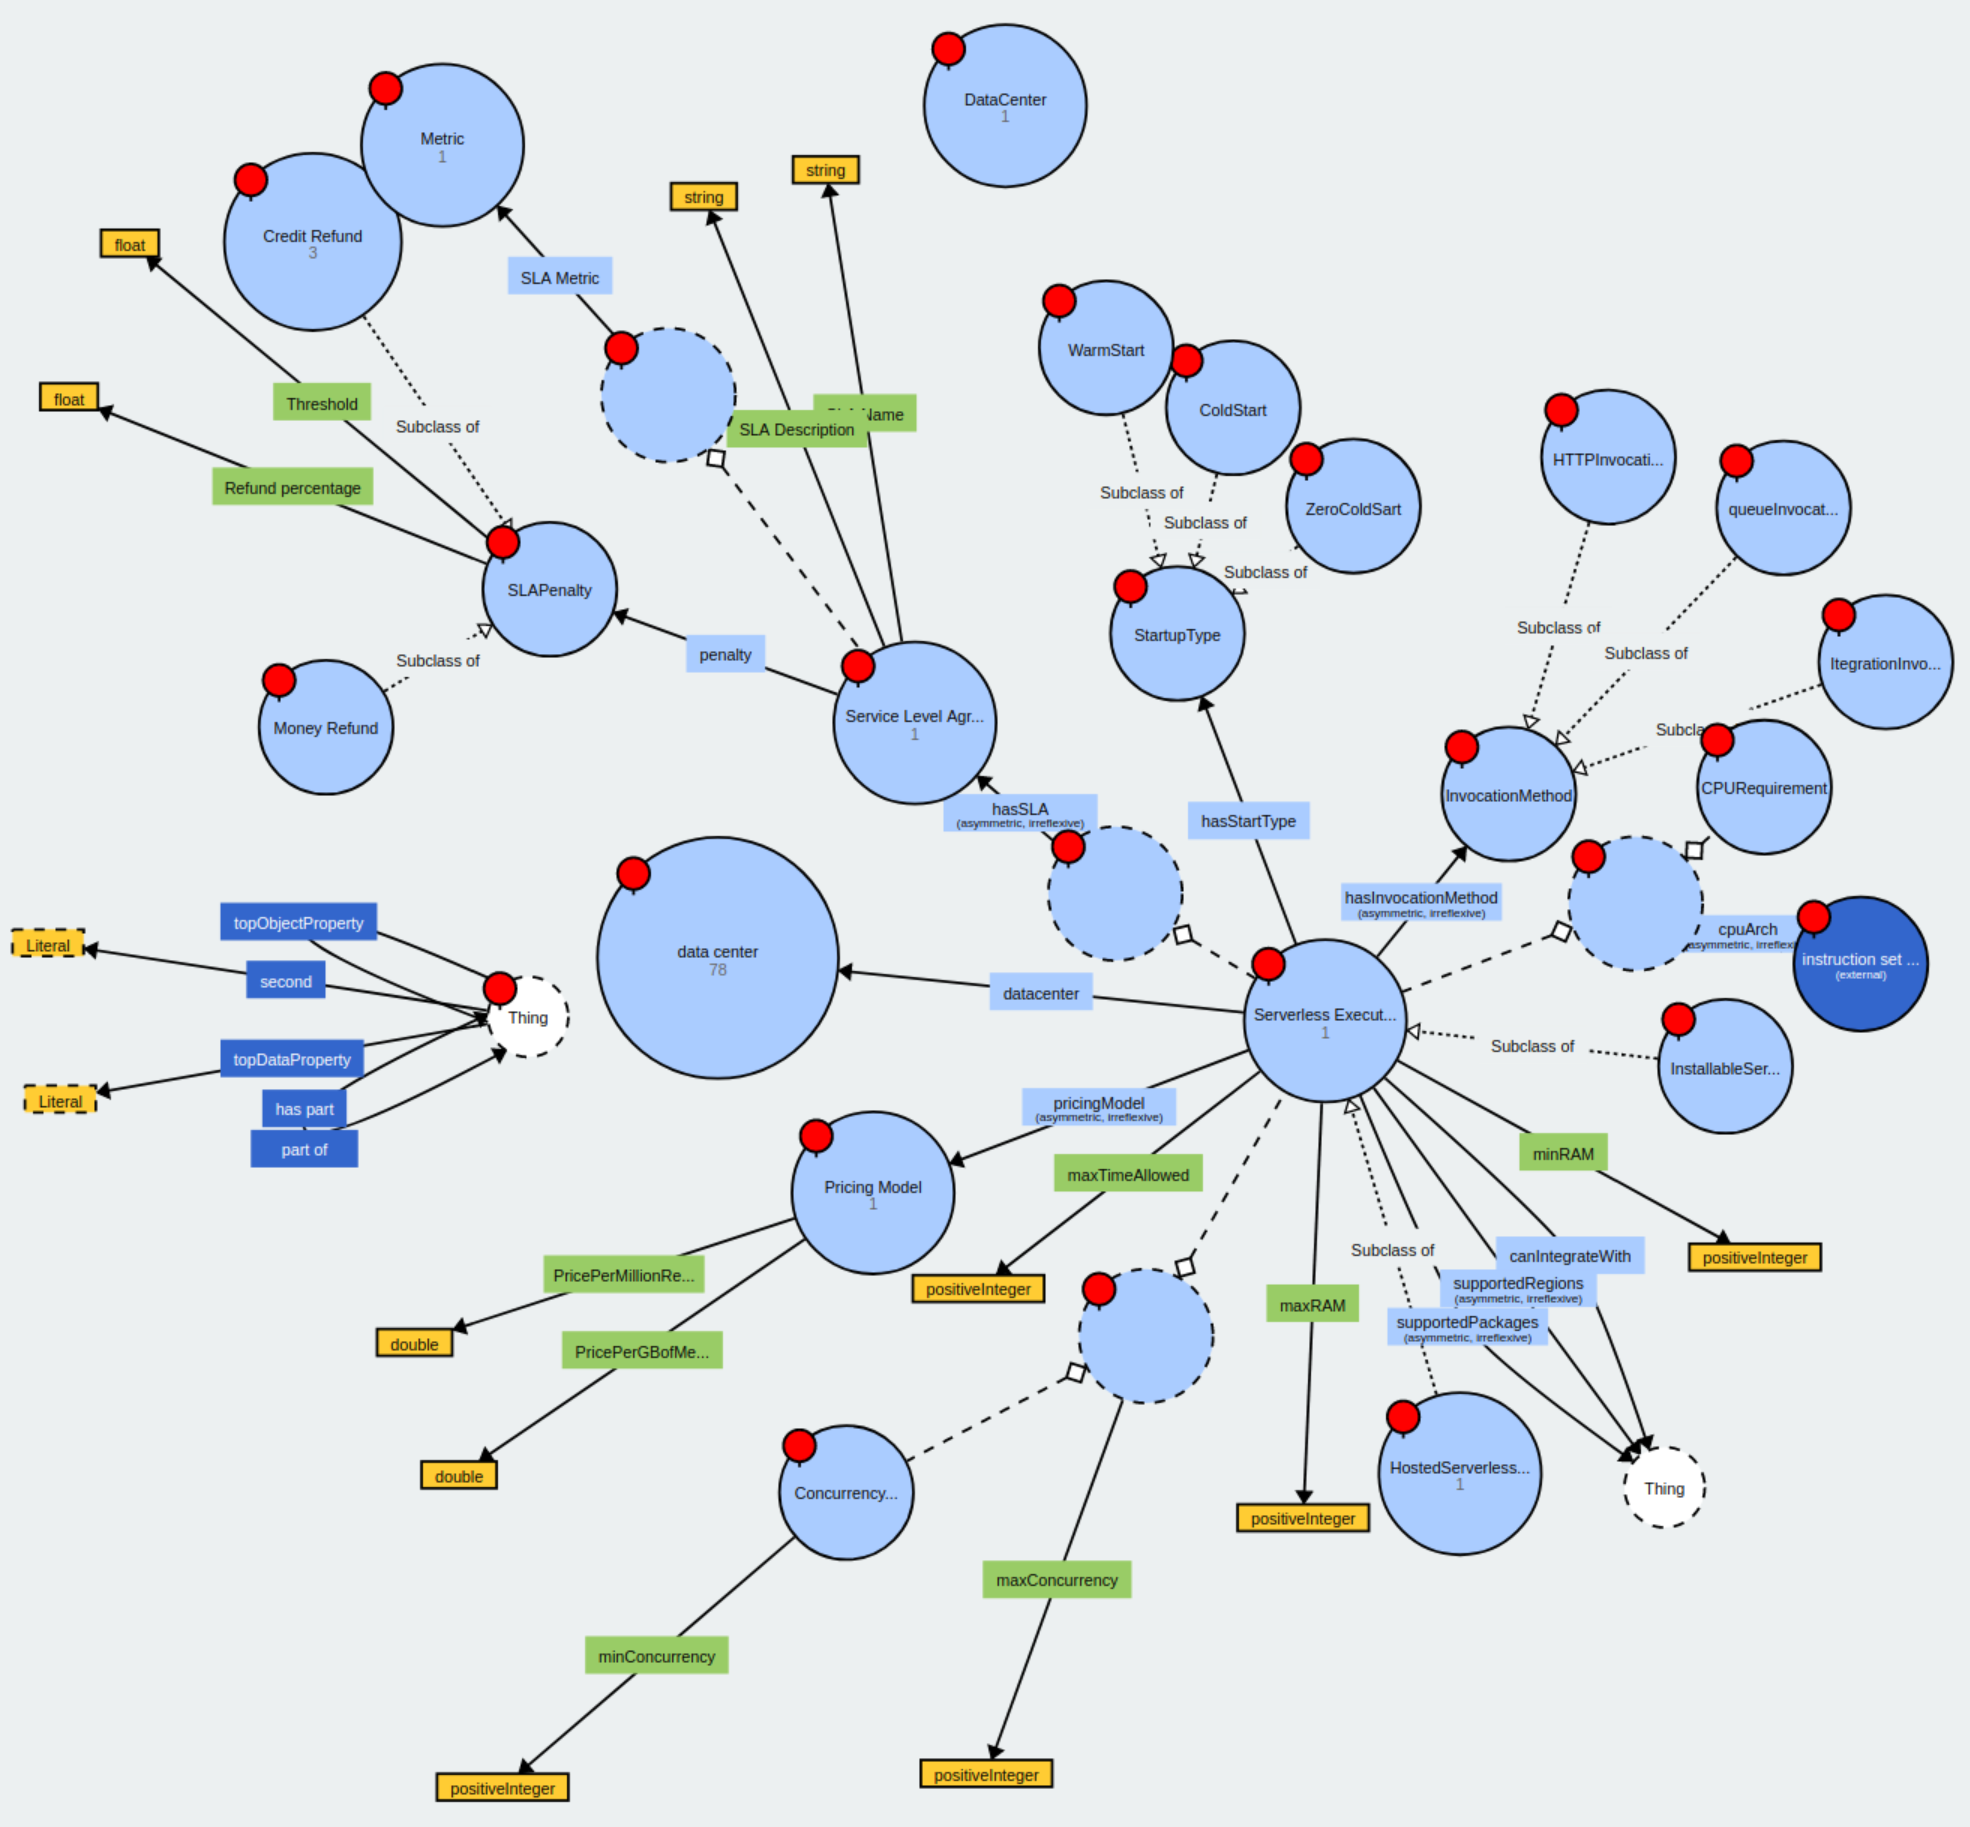 DataCenter
1
Metric
1
string
string
Credit Refund
3
float
SLA Metric
WarmStart
ColdStart
float
Threshold
Name
SLA Description
Subclass of
HTTPInvocati...
queueInvocat...
Refund percentage
Subclass of
ZeroColdSart
Subclass of
Subclass of
SLAPenalty
StartupType
Subclass of
Subclass of
penalty
Subclass of
ItegrationInvo...
Money Refund
Service Level Agr...
1
Subcla
InvocationMethod
CPURequirement
hasSLA
(asymmetric, irreflexive)
hasStartType
hasInvocationMethod
(asymmetric, irreflexive)
topObjectProperty
Literal
data center
78
cpuArch
asymmetric, irreflexi
instruction set ...
(external)
second
datacenter
Thing
Serverless Execut...
1
topDataProperty
Subclass of
InstallableSer...
Literal
has part
pricingModel
(asymmetric, irreflexive)
part of
minRAM
maxTimeAllowed
Pricing Model
1
Subclass of
canIntegrateWith
positiveInteger
PricePerMillionRe...
positiveInteger
supportedRegions
(asymmetric, irreflexive)
maxRAM
supportedPackages
(asymmetric, irreflexive)
double
PricePerGBofMe...
double
HostedServerless...
1
Thing
Concurrency...
positiveInteger
maxConcurrency
minConcurrency
positiveInteger
positiveInteger